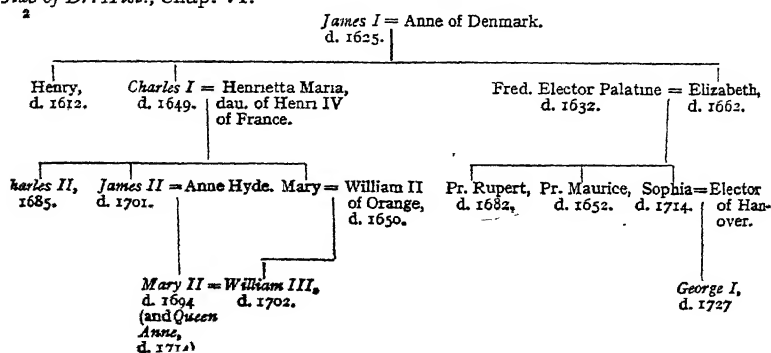 2
James I = Anne of Denmark.
d. 1625.
Henry, Charles I = Henrietta Maria, Fred. Elector Palatine = Elizabeth,
d. 1612. d. 1649. dau. of Henri IV d. 1632. d. 1662.
of France.
harles II, James II = Anne Hyde. Mary = William II Pr. Rupert, Pr. Maurice, Sophia = Elector
1685. d. 1701. of Orange, d. 1682, d. 1652. d. 1714. of Han-
d. 1650. over.
Mary II = William III, George I,
d. 1694 d. 1702. d. 1727
(and Queen
Anne,
d. 1714)